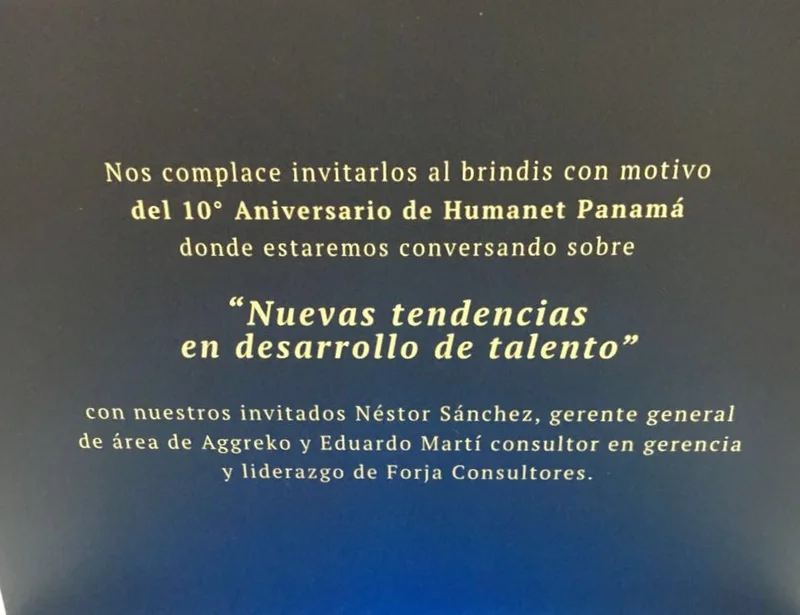 Nos complace invitarlos al brindis con motivo
del 10° Aniversario de Humanet Panamá
donde estaremos conversando sobre
“Nuevas tendencias
en desarrollo de talento”
con nuestros invitados Néstor Sánchez, gerente general
de área de Aggreko y Eduardo Martí consultor en gerencia
y liderazgo de Forja Consultores.